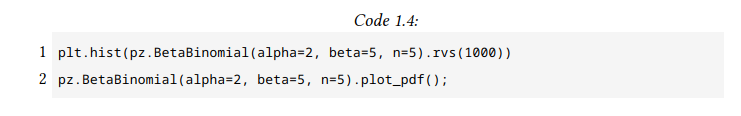 Code 1.4:
1 plt.hist(pz.BetaBinomial(alpha=2, beta=5, n=5).rvs(1000))
2 pz.BetaBinomial(alpha=2, beta=5, n=5).plot_pdf();